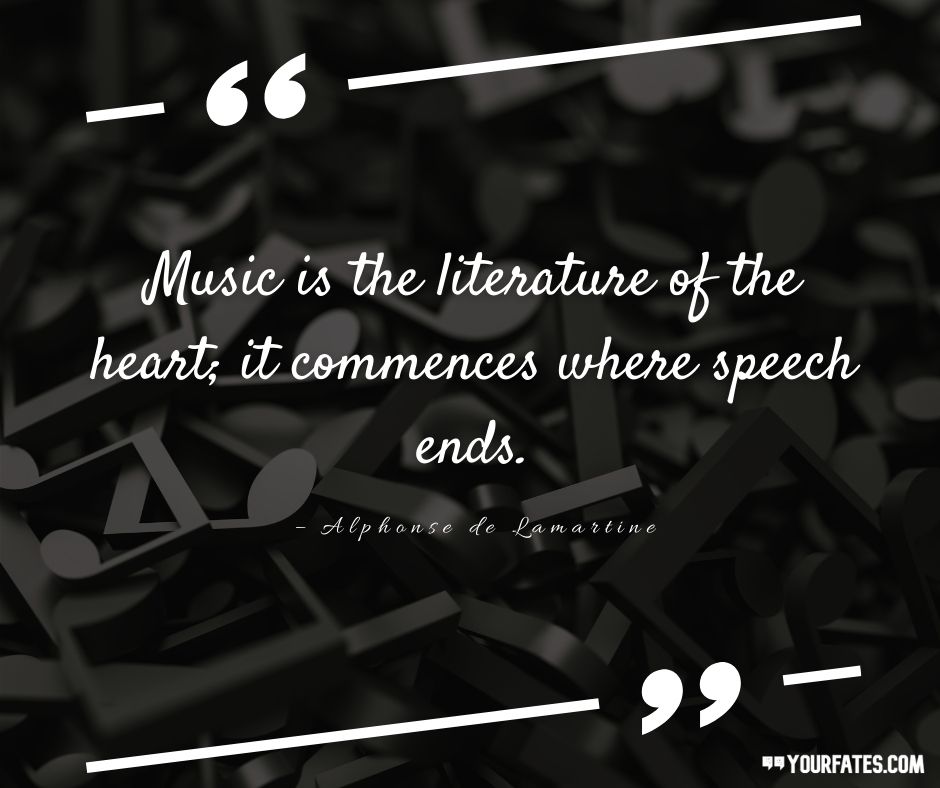 “
Music is the literature of the
heart; it commences where speech
ends.
– Alphonse de Lamartine
”
❞YOURFATES.COM